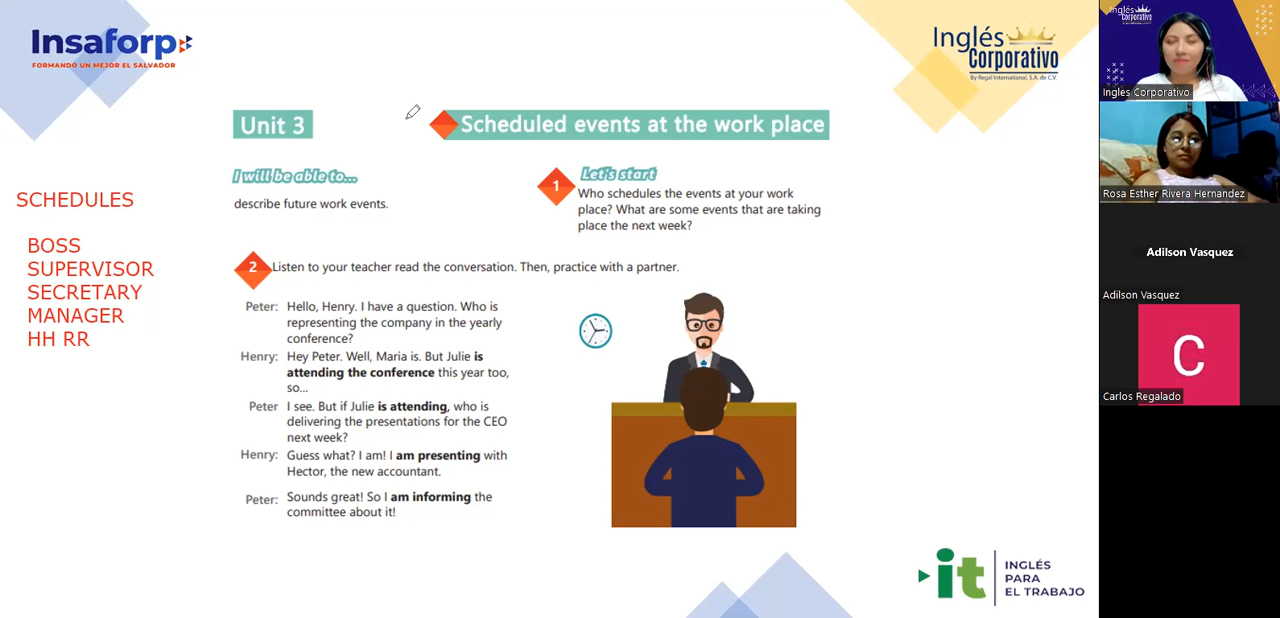 Insaforp
FORMANDO UN MEJOR EL SALVADOR
Inglés
Corporativo
By Regal International, S.A. de C.V.
Unit 3
Scheduled events at the work place
I will be able to...
describe future work events.
1
Let's start
Who schedules the events at your work
place? What are some events that are taking
place the next week?
SCHEDULES
BOSS
SUPERVISOR
SECRETARY
MANAGER
HH RR
2
Listen to your teacher read the conversation. Then, practice with a partner.
Peter: Hello, Henry. I have a question. Who is
representing the company in the yearly
conference?
Henry: Hey Peter. Well, Maria is. But Julie is
attending the conference this year too,
so...
Peter I see. But if Julie is attending, who is
delivering the presentations for the CEO
next week?
Henry: Guess what? I am! I am presenting with
Hector, the new accountant.
Peter: Sounds great! So I am informing the
committee about it!
it
INGLÉS
PARA
EL TRABAJO
Inglés
Corporativo
Ingles Corporativo
Rosa Esther Rivera Hernandez
Adilson Vasquez
Adilson Vasquez
C
Carlos Regalado